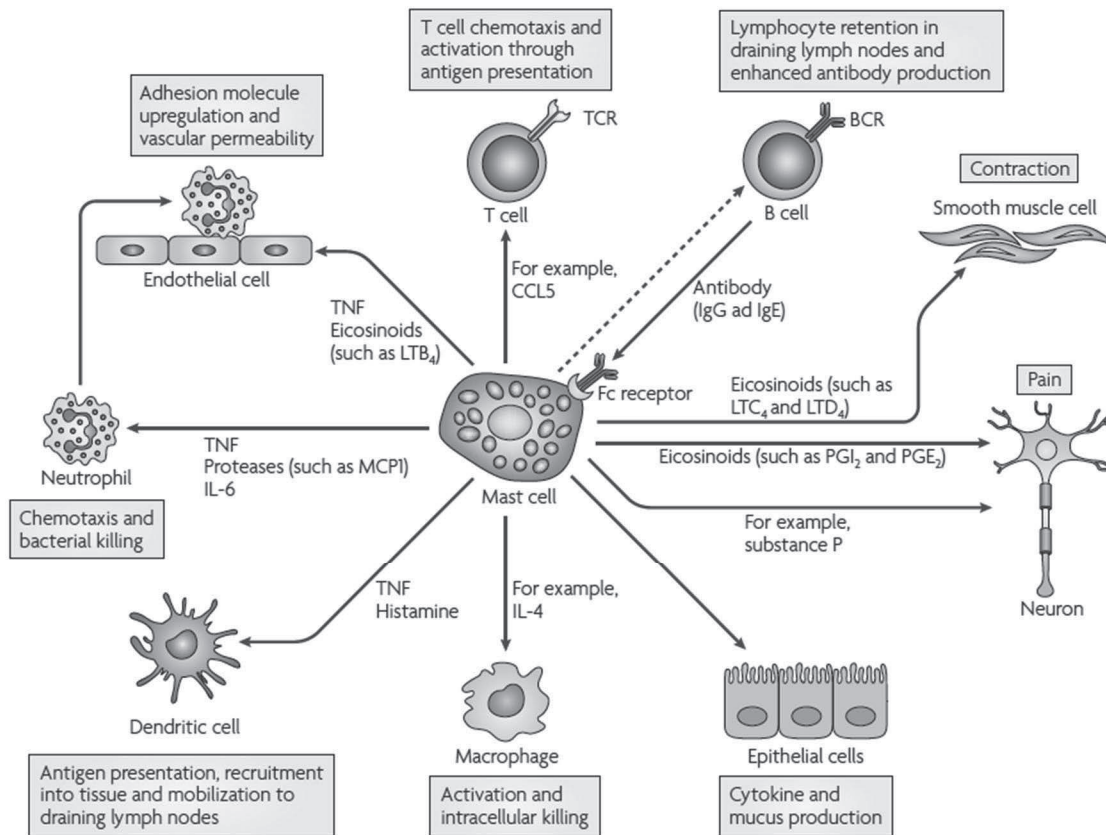 T cell chemotaxis and
activation through
antigen presentation
Lymphocyte retention in
draining lymph nodes and
enhanced antibody production
Adhesion molecule
upregulation and
vascular permeability
TCR
BCR
Contraction
T cell
B cell
Smooth muscle cell
Endothelial cell
For example,
CCL5
Antibody
(IgG ad IgE)
TNF
Eicosinoids
(such as LTB₄)
Fc receptor
Eicosinoids (such as
LTC₄ and LTD₄)
Pain
TNF
Proteases (such as MCP1)
IL-6
Eicosinoids (such as PGI₂ and PGE₂)
Neutrophil
Mast cell
Chemotaxis and
bacterial killing
For example,
substance P
TNF
Histamine
For example,
IL-4
Neuron
Dendritic cell
Macrophage
Epithelial cells
Antigen presentation, recruitment
into tissue and mobilization to
draining lymph nodes
Activation and
intracellular killing
Cytokine and
mucus production